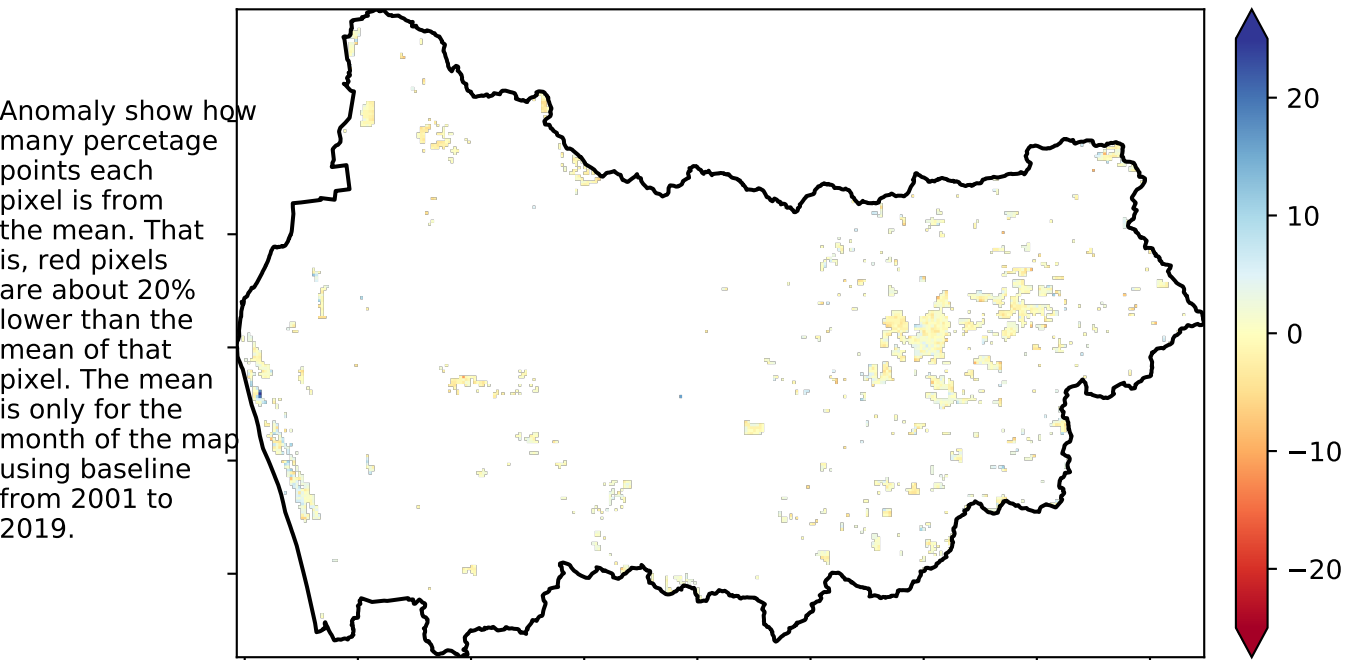 Anomaly show how
many percetage
points each
pixel is from
the mean. That
is, red pixels
are about 20%
lower than the
mean of that
pixel. The mean
is only for the
month of the map
using baseline
from 2001 to
2019.
20
10
0
−10
−20